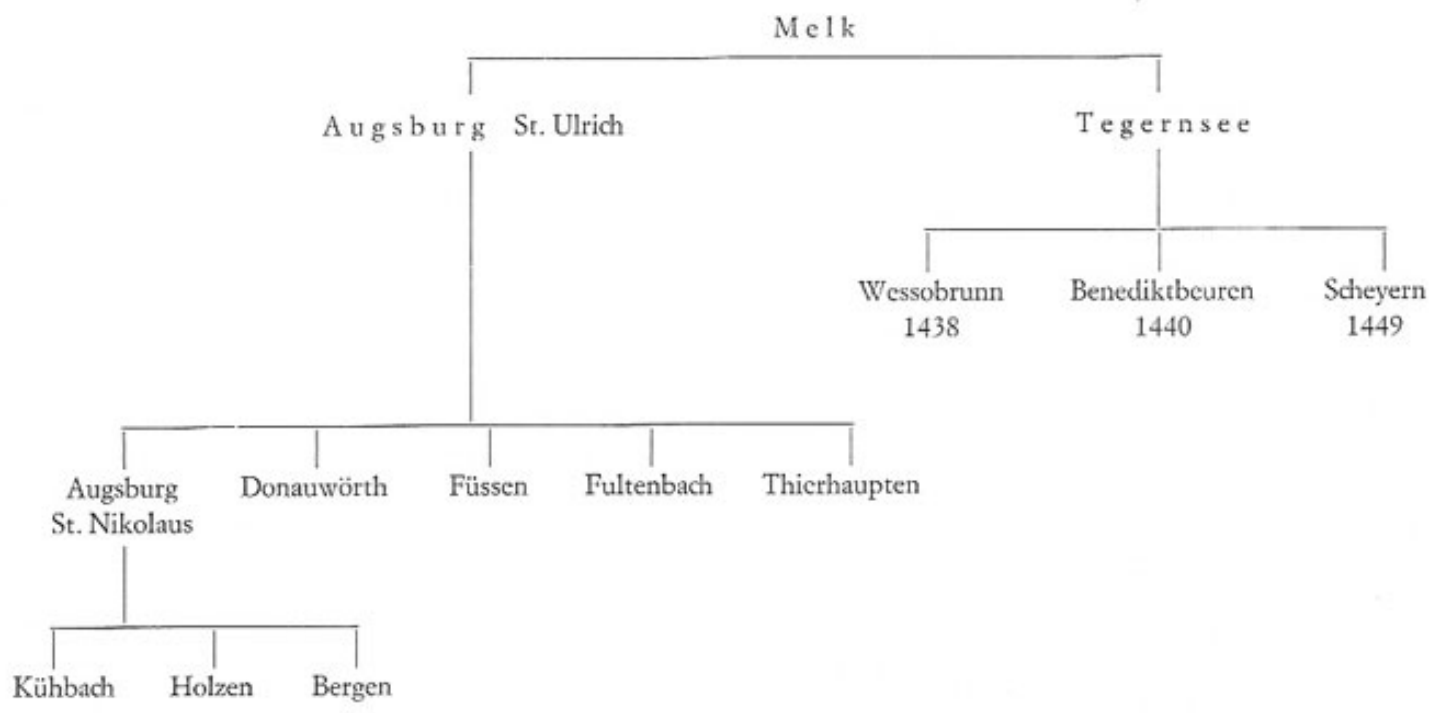 Melk
Augsburg St. Ulrich
Tegernsee
Wessobrunn
1438
Benediktbeuren
1440
Scheyern
1449
Augsburg
St. Nikolaus
Donauwörth
Füssen
Fultenbach
Thierhaupten
Kühbach
Holzen
Bergen